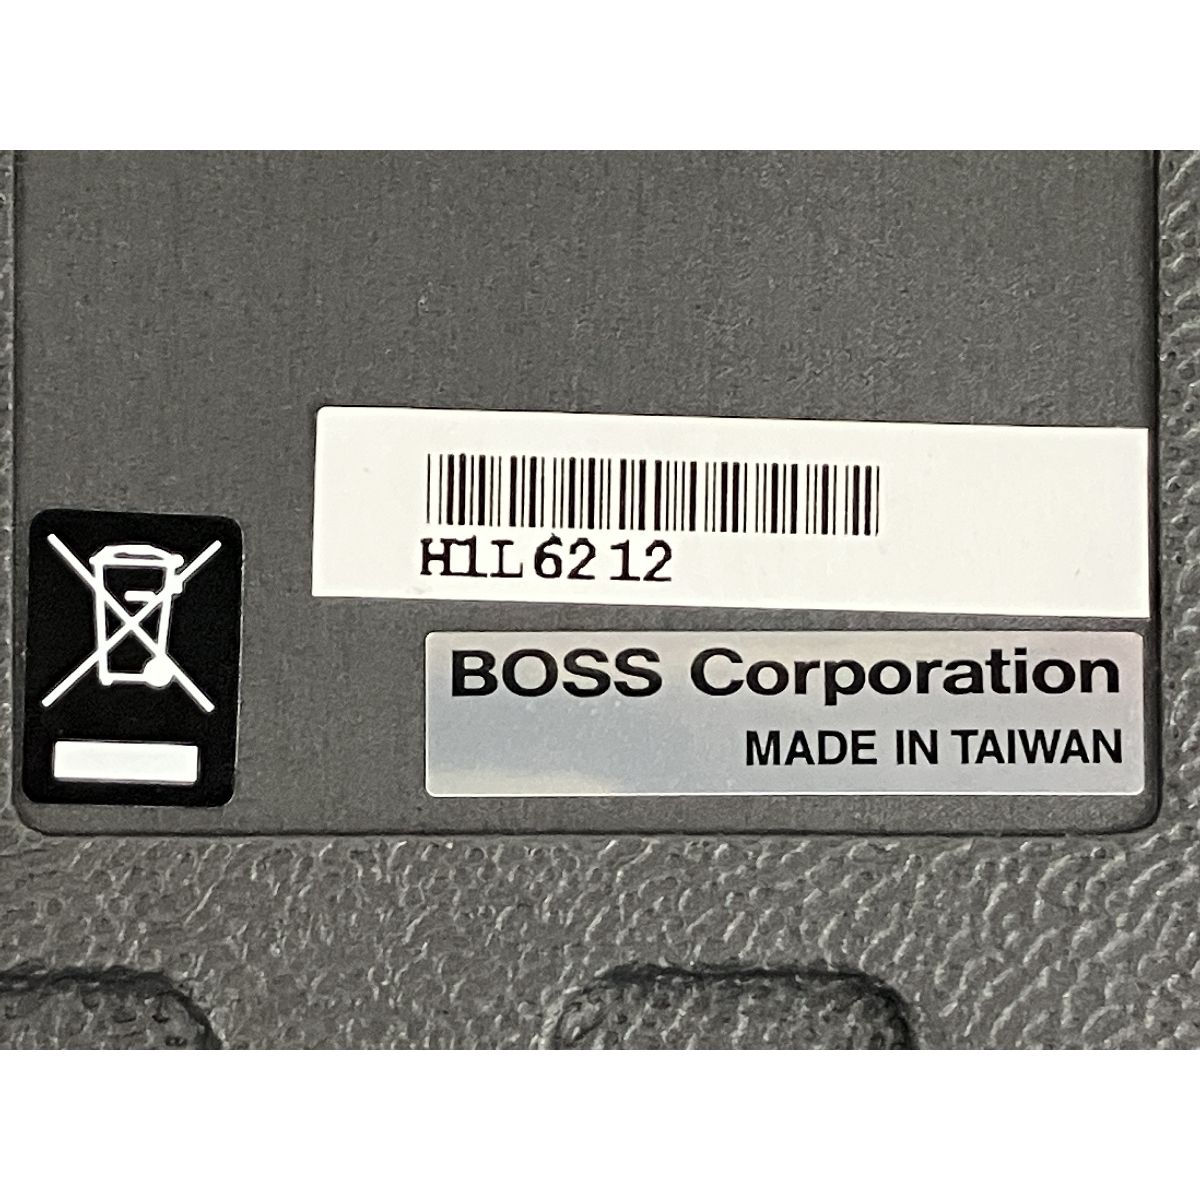 H1L6212
BOSS Corporation
MADE IN TAIWAN